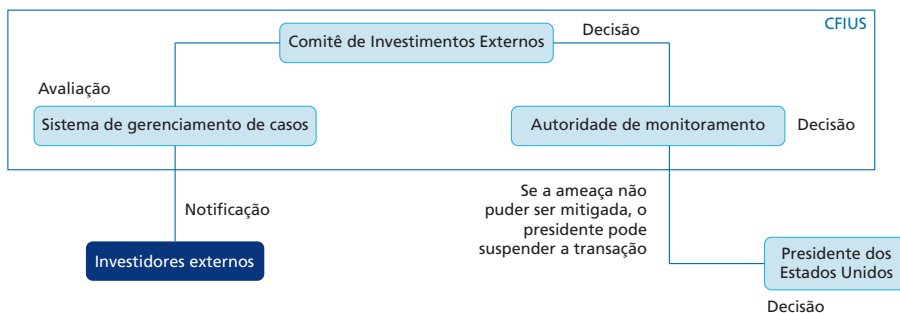 CFIUS
Comitê de Investimentos Externos
Decisão
Avaliação
Sistema de gerenciamento de casos
Autoridade de monitoramento
Decisão
Notificação
Se a ameaça não
puder ser mitigada, o
presidente pode
suspender a transação
Investidores externos
Presidente dos
Estados Unidos
Decisão